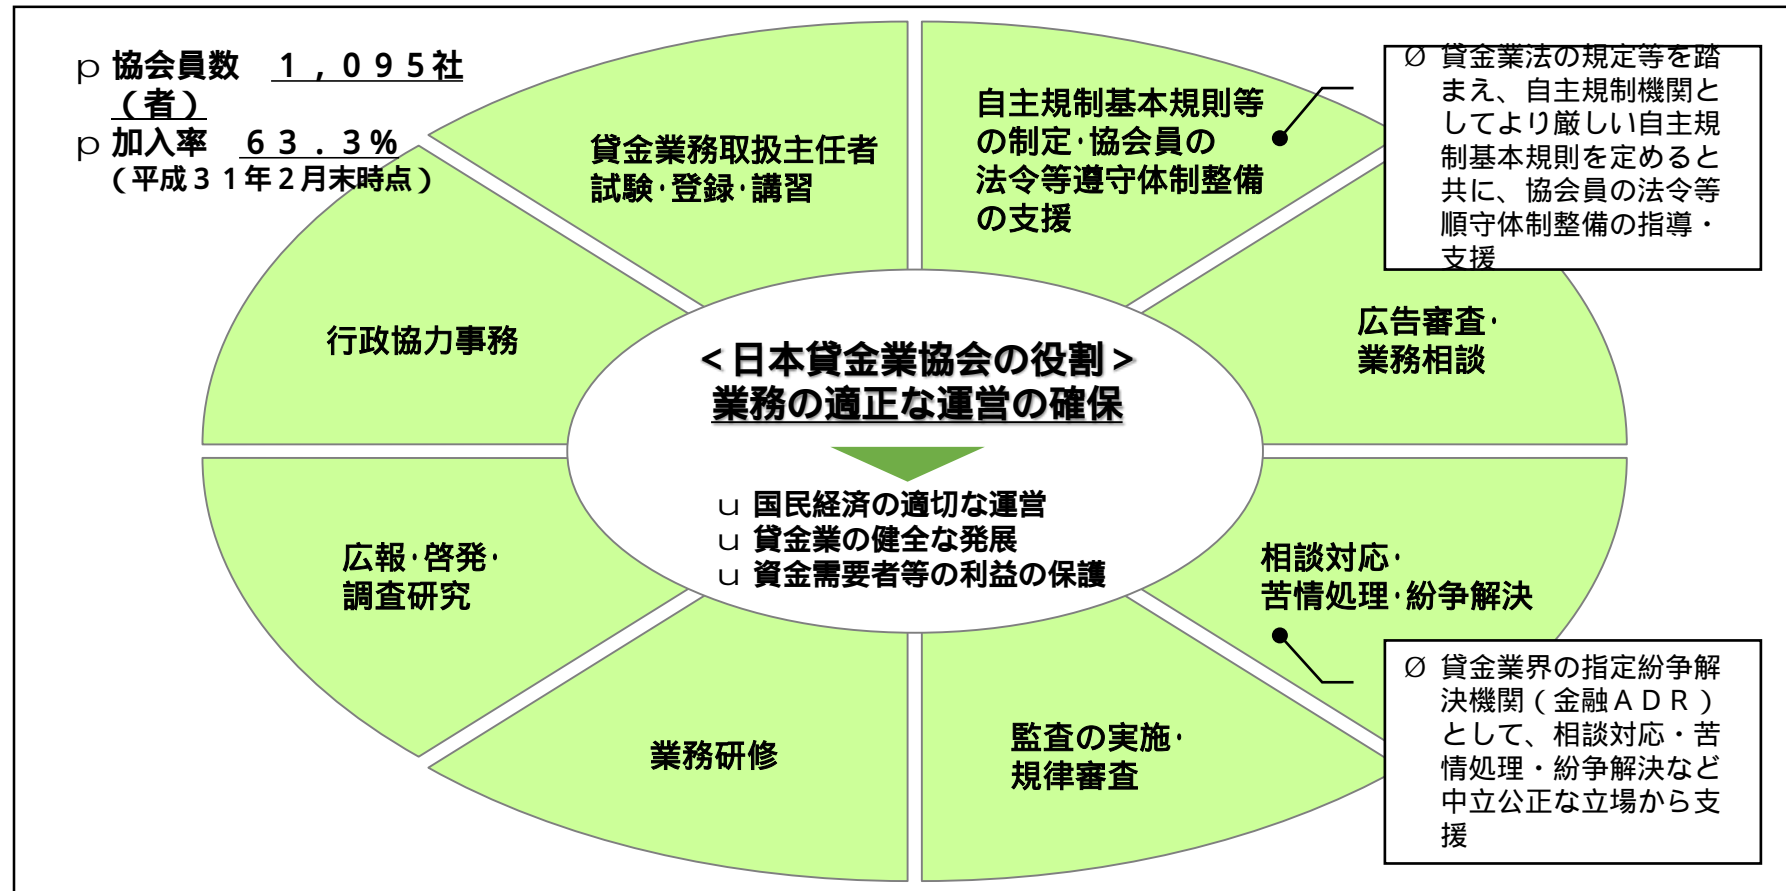 p 協会員数　１，０９５社
（者）
p 加入率　６３．３％
（平成３１年２月末時点）
貸金業務取扱主任者
試験･登録･講習
自主規制基本規則等
の制定･協会員の
法令等遵守体制整備
の支援
Ø 貸金業法の規定等を踏
まえ、自主規制機関と
してより厳しい自主規
制基本規則を定めると
共に、協会員の法令等
順守体制整備の指導・
支援
行政協力事務
広告審査･
業務相談
＜日本貸金業協会の役割＞
業務の適正な運営の確保
u 国民経済の適切な運営
u 貸金業の健全な発展
u 資金需要者等の利益の保護
広報･啓発･
調査研究
相談対応･
苦情処理･紛争解決
業務研修
監査の実施･
規律審査
Ø 貸金業界の指定紛争解
決機関（金融ＡＤＲ）
として、相談対応・苦
情処理・紛争解決など
中立公正な立場から支
援